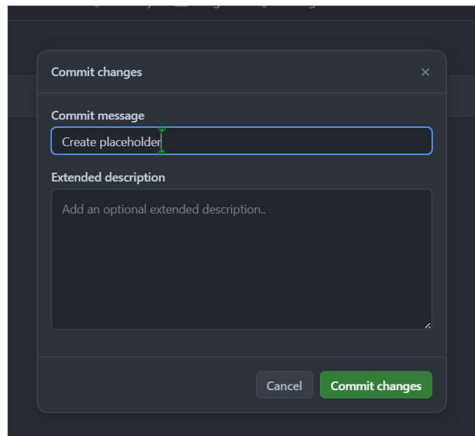 Commit changes
Commit message
Create placeholder
Extended description
Add an optional extended description..
Cancel
Commit changes